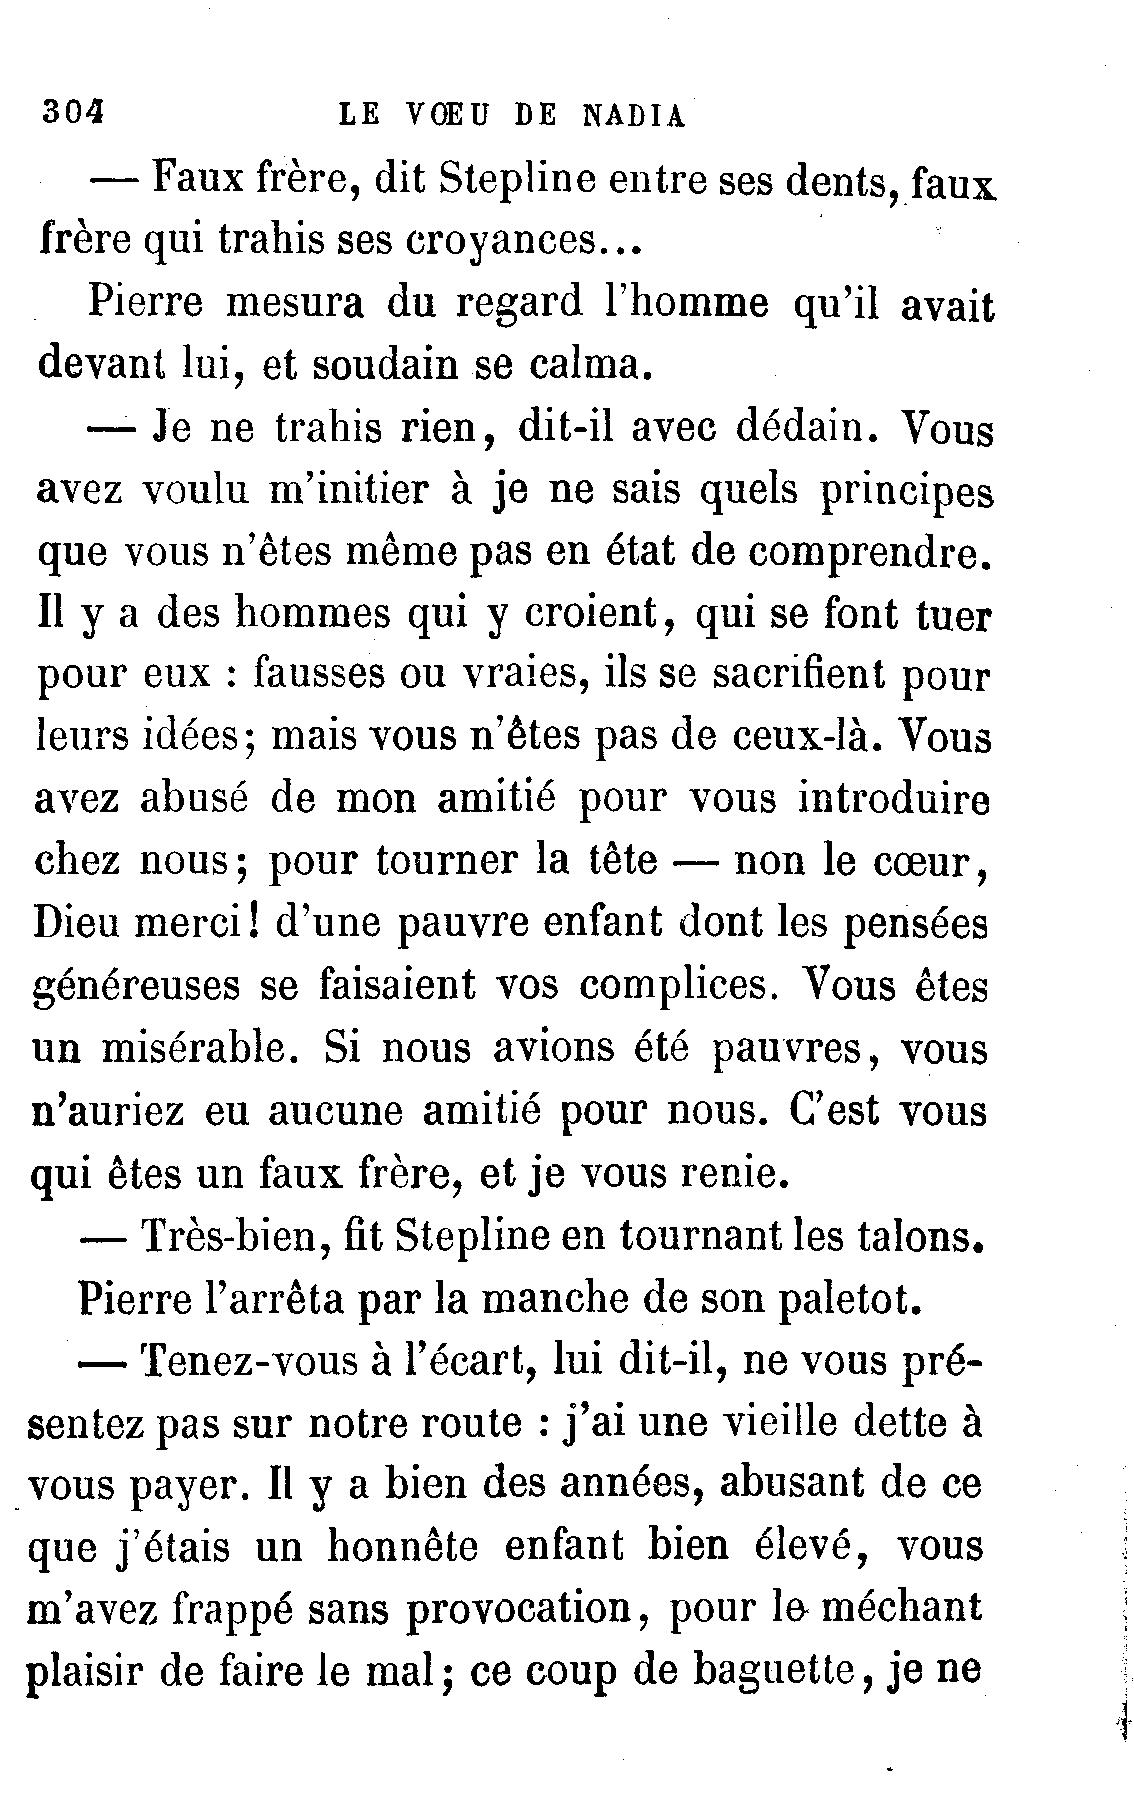 304 LE VŒU DE NADIA
— Faux frère, dit Stepline entre ses dents, faux
frère qui trahis ses croyances...
Pierre mesura du regard l'homme qu'il avait
devant lui, et soudain se calma.
— Je ne trahis rien, dit-il avec dédain. Vous
avez voulu m'initier à je ne sais quels principes
que vous n'êtes même pas en état de comprendre.
Il y a des hommes qui y croient, qui se font tuer
pour eux : fausses ou vraies, ils se sacrifient pour
leurs idées; mais vous n'êtes pas de ceux-là. Vous
avez abusé de mon amitié pour vous introduire
chez nous; pour tourner la tête — non le cœur,
Dieu merci! d'une pauvre enfant dont les pensées
généreuses se faisaient vos complices. Vous êtes
un misérable. Si nous avions été pauvres, vous
n'auriez eu aucune amitié pour nous. C'est vous
qui êtes un faux frère, et je vous renie.
— Très-bien, fit Stepline en tournant les talons.
Pierre l'arrêta par la manche de son paletot.
— Tenez-vous à l'écart, lui dit-il, ne vous pré-
sentez pas sur notre route : j'ai une vieille dette à
vous payer. Il y a bien des années, abusant de ce
que j'étais un honnête enfant bien élevé, vous
m'avez frappé sans provocation, pour le méchant
plaisir de faire le mal; ce coup de baguette, je ne